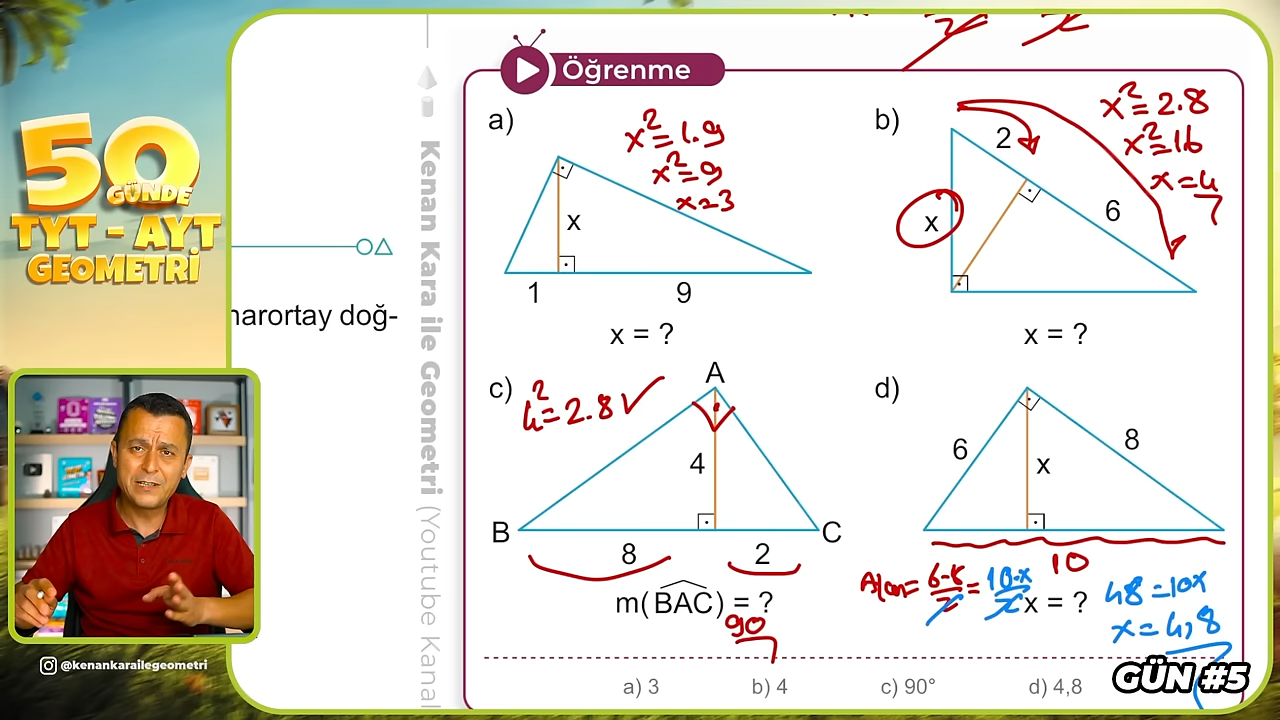 50
GÜNDE
TYT - AYT
GEOMETRİ
narortay doğ-
@kenankarailegeometri
Kenan Kara ile Geometri (Youtube Kanal
Öğrenme
a)
x²=1.9
x²=9
x=3
x
1
9
x = ?
b)
x²=2.8
x²=16
x=4
2
x
6
x = ?
c)
4²=2.8✓
A
4
B
C
8
2
m(BAC) = ?
90
d)
6
x
8
10
Alan= 6.8/2 = 10.x/2
x = ?
48=10x
x=4,8
a) 3
b) 4
c) 90°
d) 4,8
GÜN #5